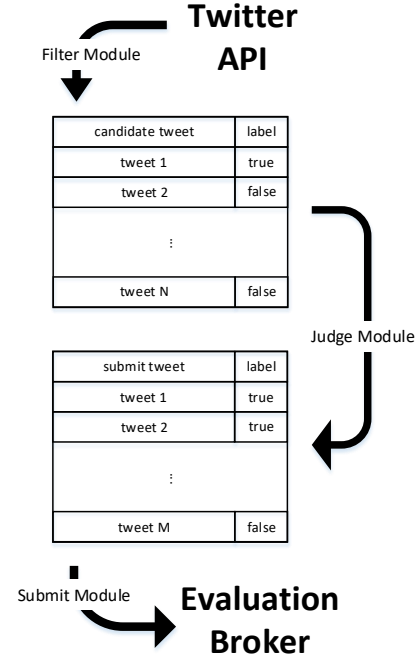 Twitter
API
Filter Module
candidate tweet label
tweet 1 true
tweet 2 false
⋮
tweet N false
Judge Module
submit tweet label
tweet 1 true
tweet 2 true
⋮
tweet M false
Submit Module
Evaluation
Broker